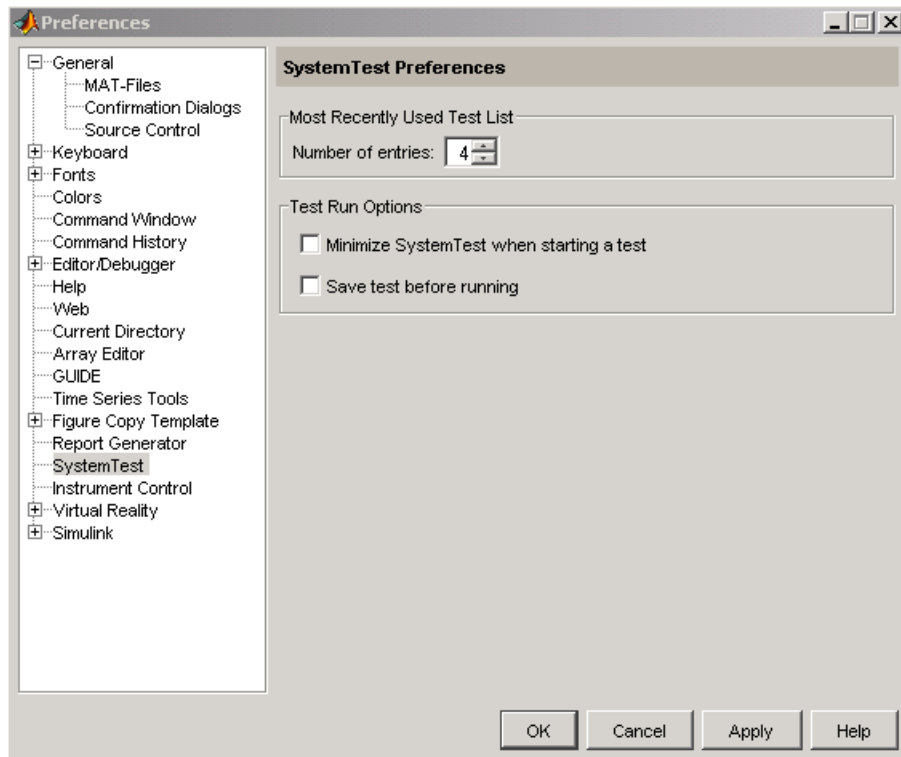 Preferences
General
MAT-Files
Confirmation Dialogs
Source Control
Keyboard
Fonts
Colors
Command Window
Command History
Editor/Debugger
Help
Web
Current Directory
Array Editor
GUIDE
Time Series Tools
Figure Copy Template
Report Generator
SystemTest
Instrument Control
Virtual Reality
Simulink
SystemTest Preferences
Most Recently Used Test List
Number of entries: 4
Test Run Options
Minimize SystemTest when starting a test
Save test before running
OK Cancel Apply Help